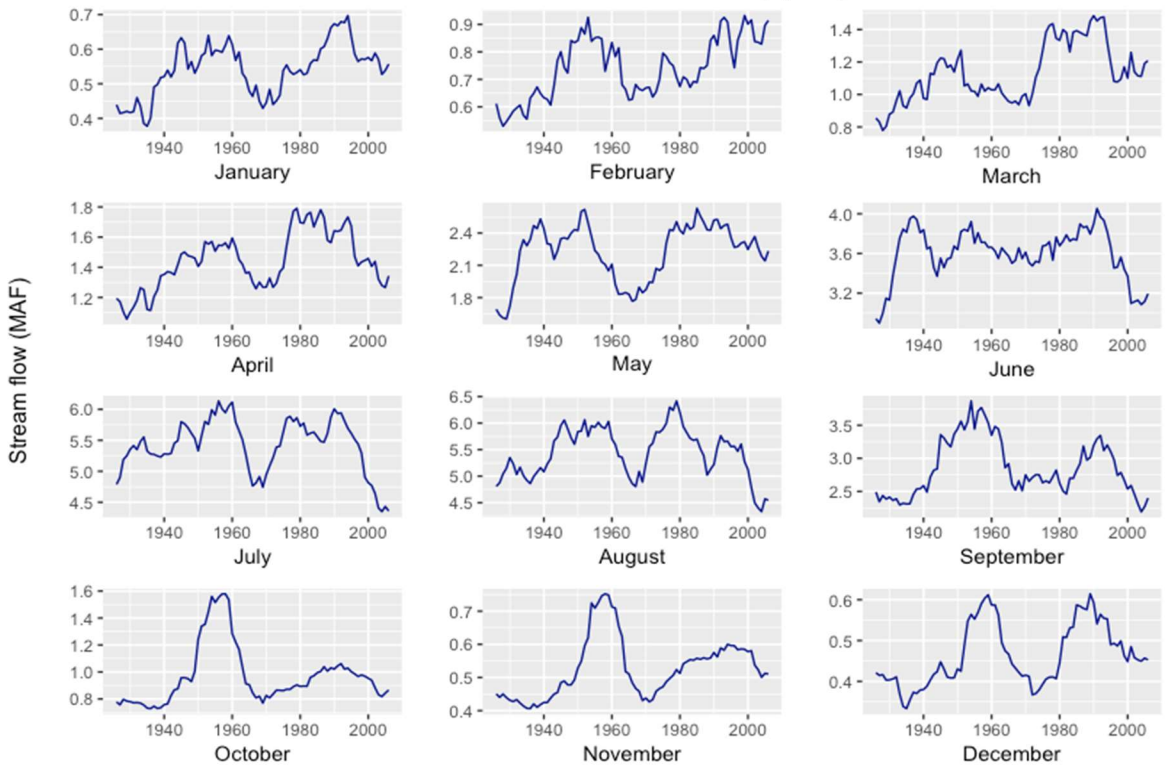 Stream flow (MAF)
0.7
0.6
0.5
0.4
1940 1960 1980 2000
January
0.9
0.8
0.7
0.6
1940 1960 1980 2000
February
1.4
1.2
1.0
0.8
1940 1960 1980 2000
March
1.8
1.6
1.4
1.2
1940 1960 1980 2000
April
2.4
2.1
1.8
1940 1960 1980 2000
May
4.0
3.6
3.2
1940 1960 1980 2000
June
6.0
5.5
5.0
4.5
1940 1960 1980 2000
July
6.5
6.0
5.5
5.0
4.5
1940 1960 1980 2000
August
3.5
3.0
2.5
1940 1960 1980 2000
September
1.6
1.4
1.2
1.0
0.8
1940 1960 1980 2000
October
0.7
0.6
0.5
0.4
1940 1960 1980 2000
November
0.6
0.5
0.4
1940 1960 1980 2000
December